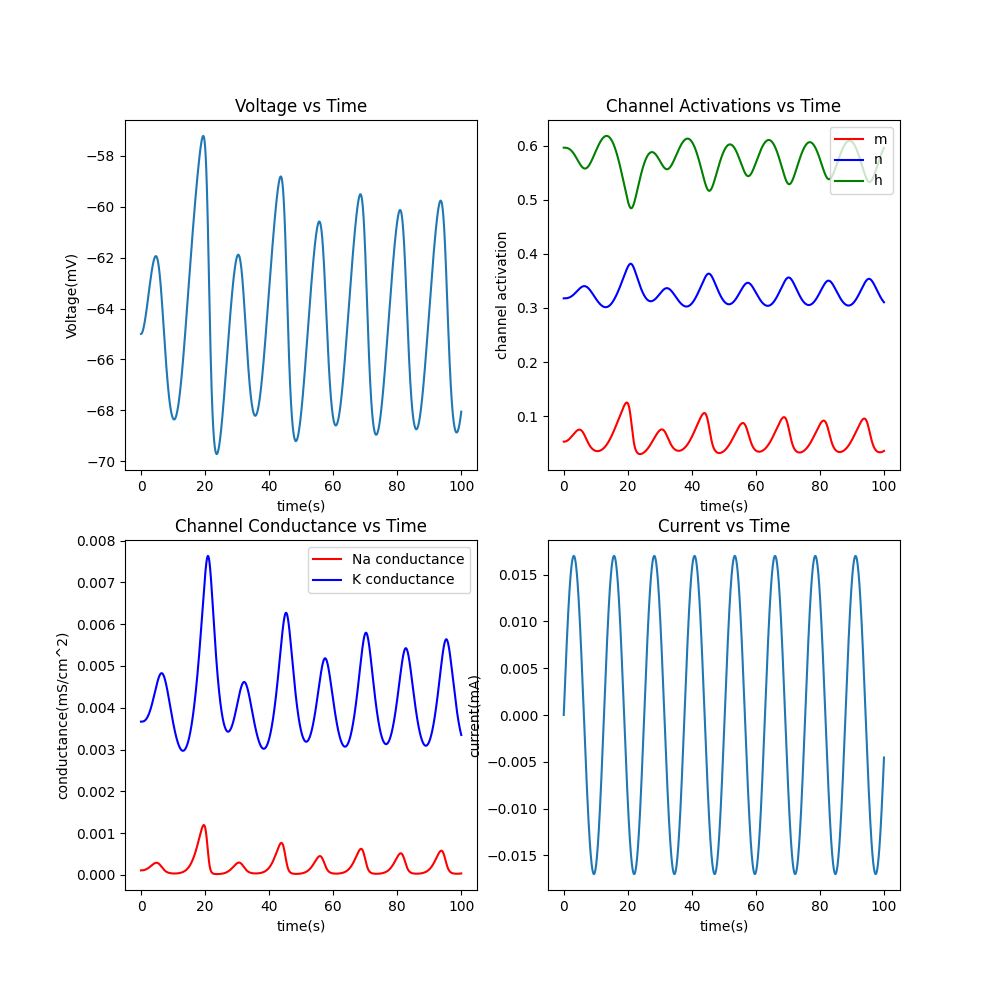 Voltage vs Time
Voltage(mV)
−58
−60
−62
−64
−66
−68
−70
0 20 40 60 80 100
time(s)
Channel Activations vs Time
channel activation
0.6
0.5
0.4
0.3
0.2
0.1
m
n
h
0 20 40 60 80 100
time(s)
Channel Conductance vs Time
conductance(mS/cm^2)
0.008
0.007
0.006
0.005
0.004
0.003
0.002
0.001
0.000
Na conductance
K conductance
0 20 40 60 80 100
time(s)
Current vs Time
current(mA)
0.015
0.010
0.005
0.000
−0.005
−0.010
−0.015
0 20 40 60 80 100
time(s)